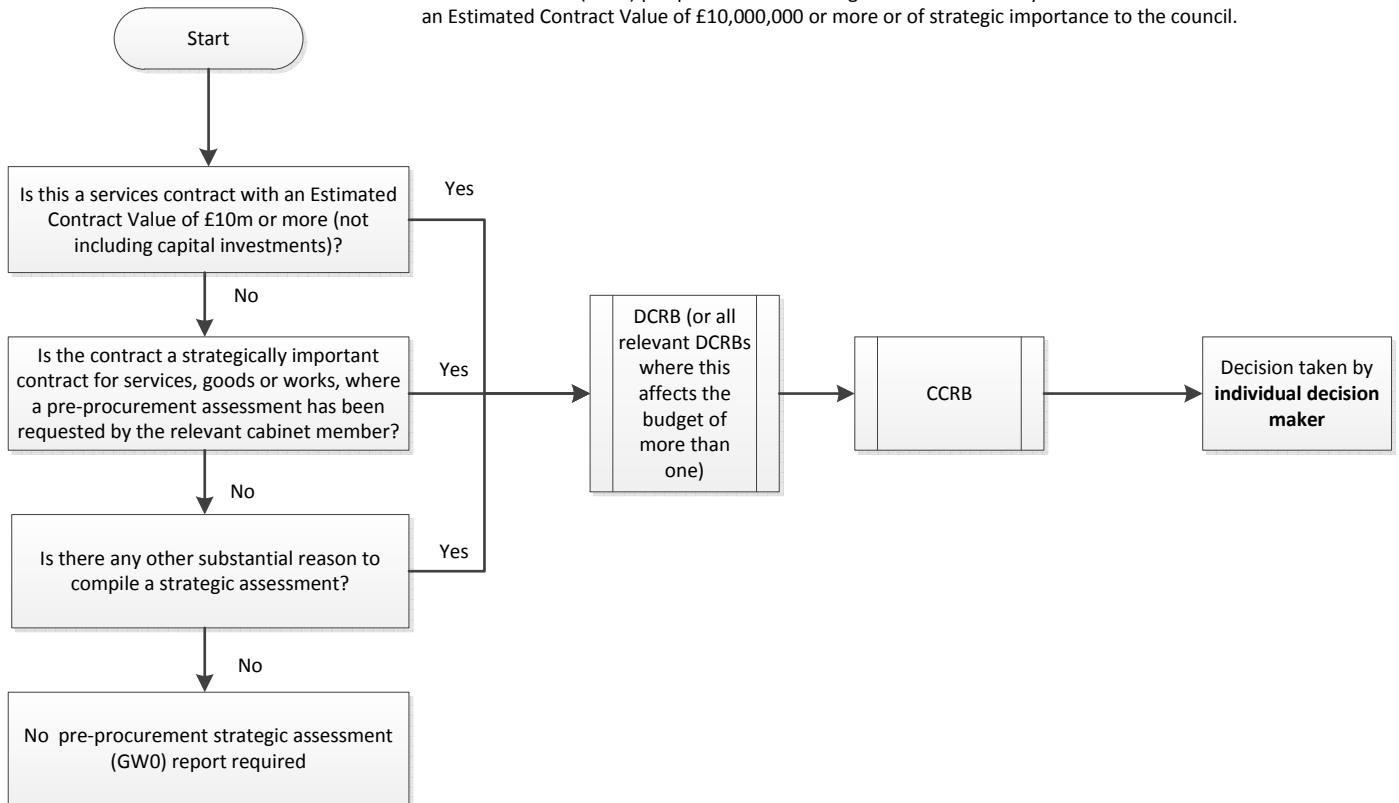 an Estimated Contract Value of £10,000,000 or more or of strategic importance to the council.
Start
Is this a services contract with an Estimated
Contract Value of £10m or more (not
including capital investments)?
Yes
No
Is the contract a strategically important
contract for services, goods or works, where
a pre-procurement assessment has been
requested by the relevant cabinet member?
Yes
No
Is there any other substantial reason to
compile a strategic assessment?
Yes
No
No pre-procurement strategic assessment
(GW0) report required
DCRB (or all
relevant DCRBs
where this
affects the
budget of
more than
one)
CCRB
Decision taken by
individual decision
maker